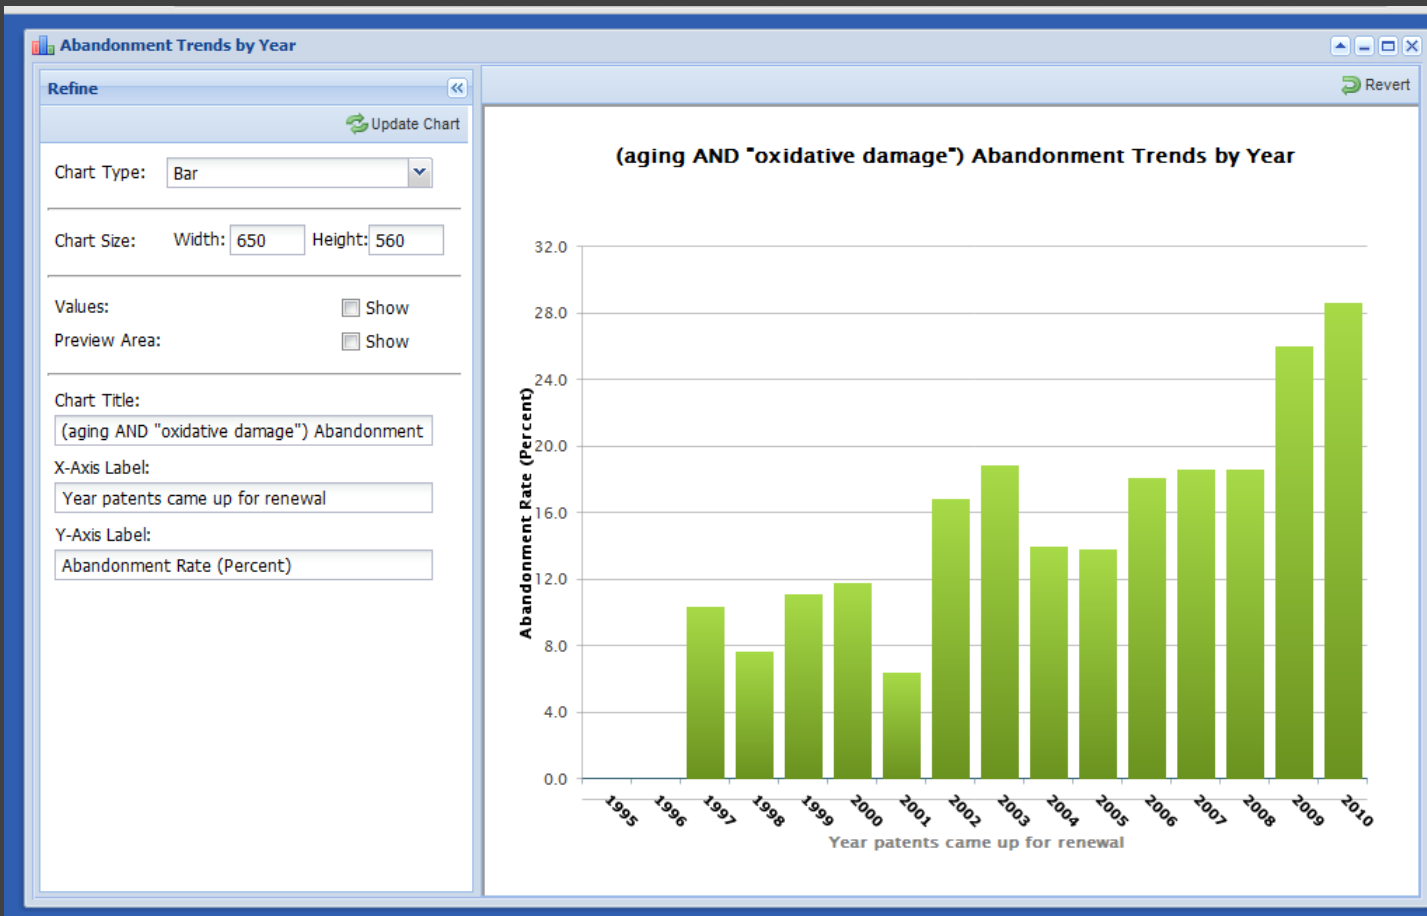 Abandonment Trends by Year
Refine
Update Chart
Chart Type: Bar
Chart Size: Width: 650 Height: 560
Values: Show
Preview Area: Show
Chart Title:
(aging AND "oxidative damage") Abandonment
X-Axis Label:
Year patents came up for renewal
Y-Axis Label:
Abandonment Rate (Percent)
Revert
(aging AND "oxidative damage") Abandonment Trends by Year
Abandonment Rate (Percent)
32.0
28.0
24.0
20.0
16.0
12.0
8.0
4.0
0.0
1995 1996 1997 1998 1999 2000 2001 2002 2003 2004 2005 2006 2007 2008 2009 2010
Year patents came up for renewal